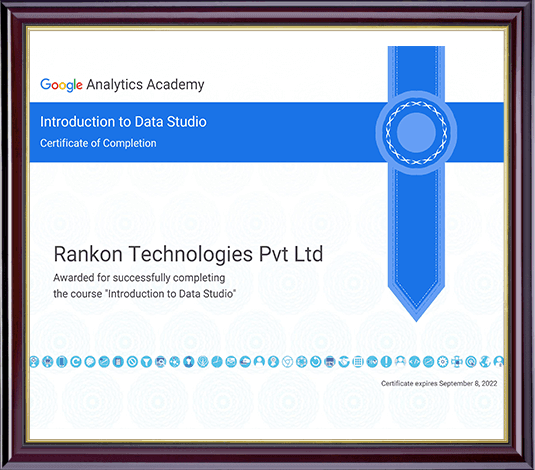 Google Analytics Academy
Introduction to Data Studio
Certificate of Completion
Rankon Technologies Pvt Ltd
Awarded for successfully completing
the course "Introduction to Data Studio"
Certificate expires September 8, 2022